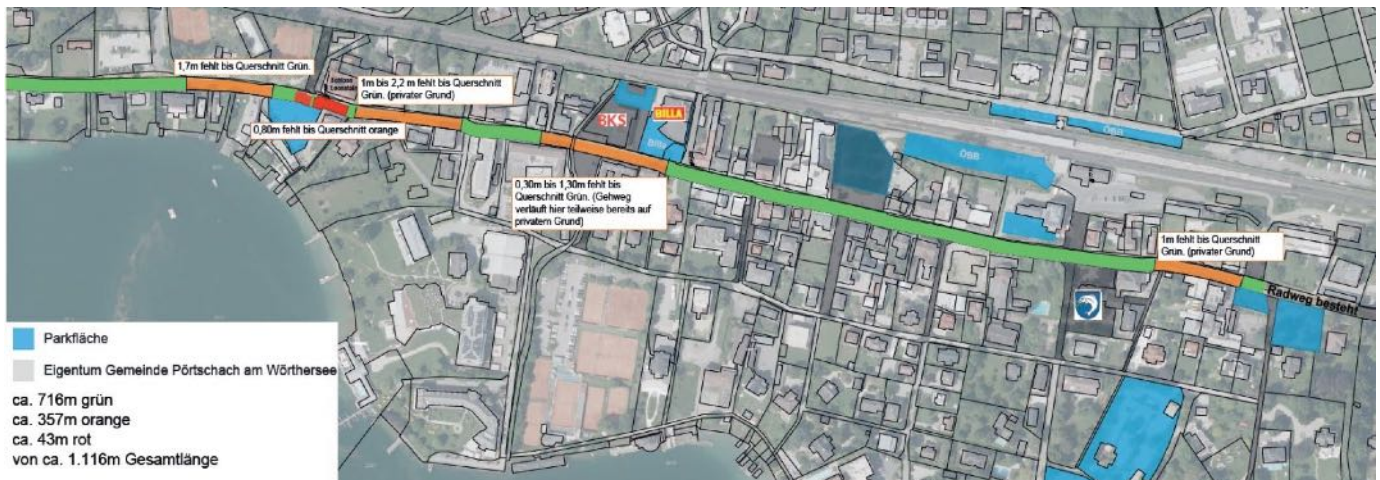 1,7m fehlt bis Querschnitt Grün.
1m bis 2,2 m fehlt bis Querschnitt
Grün. (privater Grund)
0,80m fehlt bis Querschnitt orange
BKS
BILLA
Billa
ÖBB
ÖBB
0,30m bis 1,30m fehlt bis
Querschnitt Grün. (Gehweg
verläuft hier teilweise bereits auf
privatem Grund)
1m fehlt bis Querschnitt
Grün. (privater Grund)
Radweg besteht
Parkfläche
Eigentum Gemeinde Pörtschach am Wörthersee
ca. 716m grün
ca. 357m orange
ca. 43m rot
von ca. 1.116m Gesamtlänge